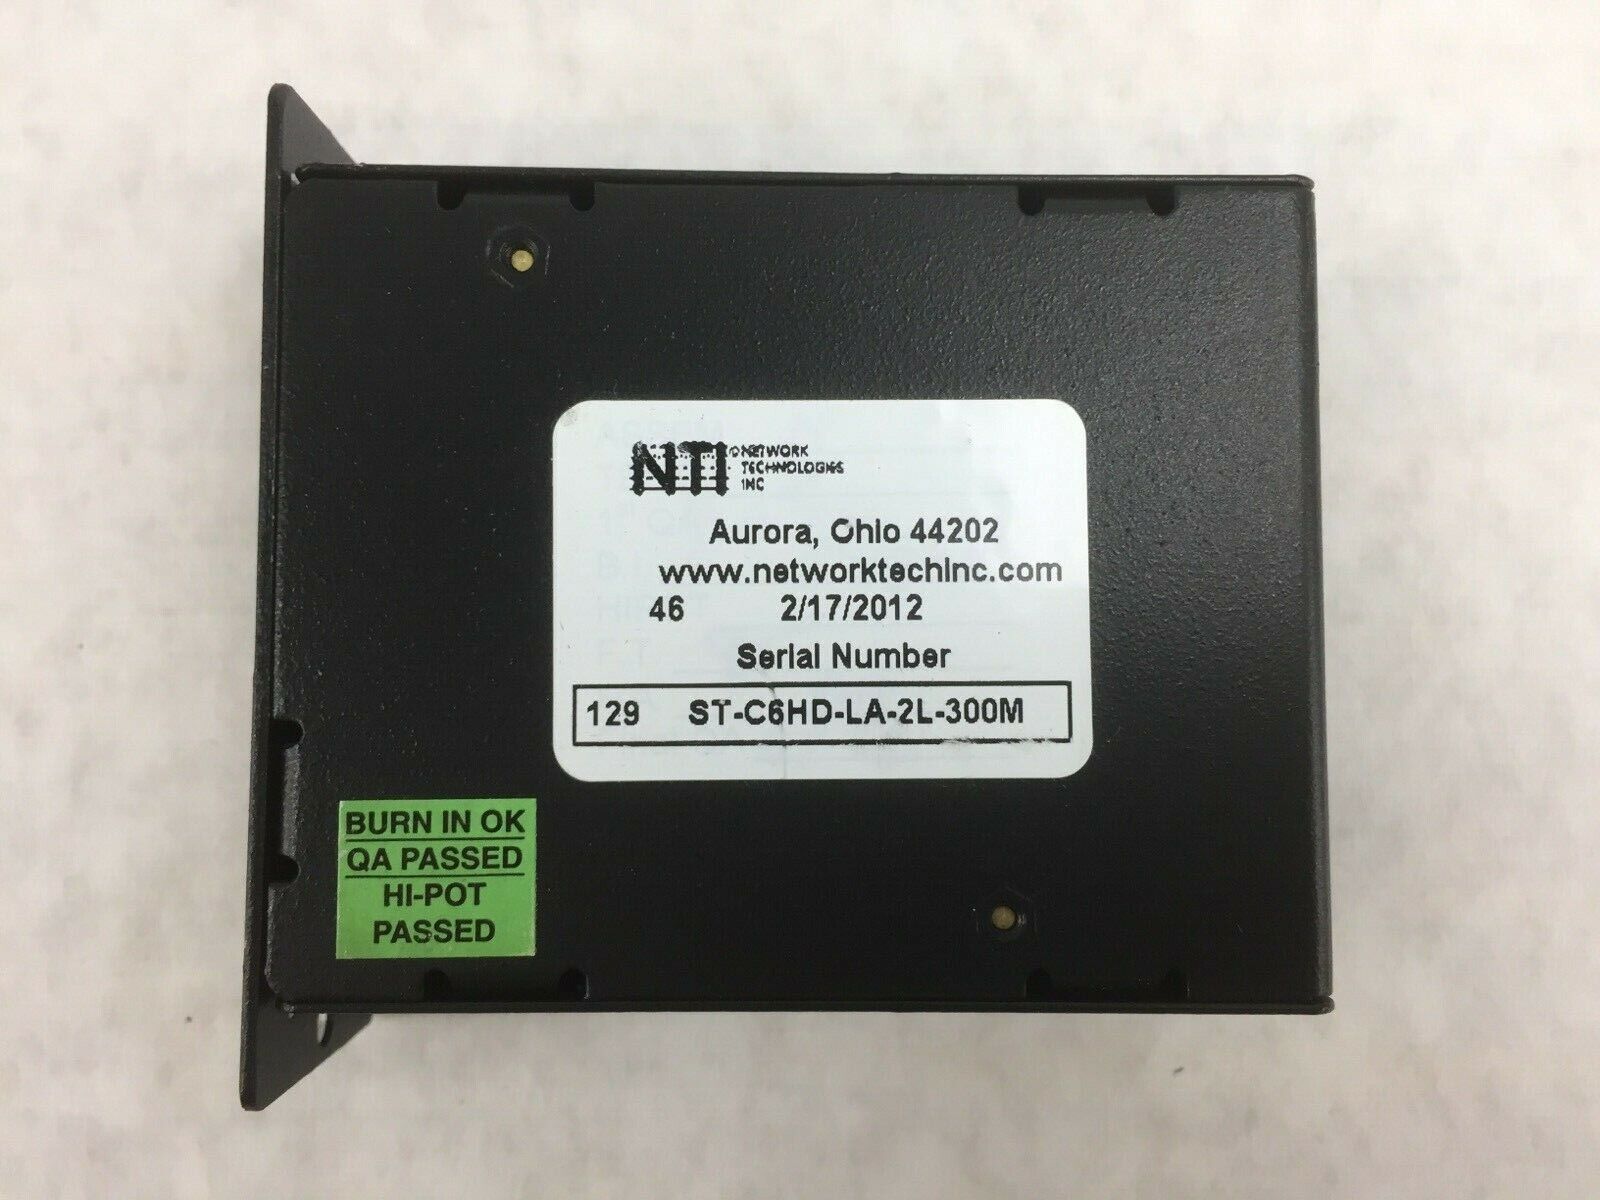 NTI NETWORK
TECHNOLOGIES
INC
Aurora, Ohio 44202
www.networktechinc.com
46 2/17/2012
Serial Number
129 ST-C6HD-LA-2L-300M
BURN IN OK
QA PASSED
HI-POT
PASSED